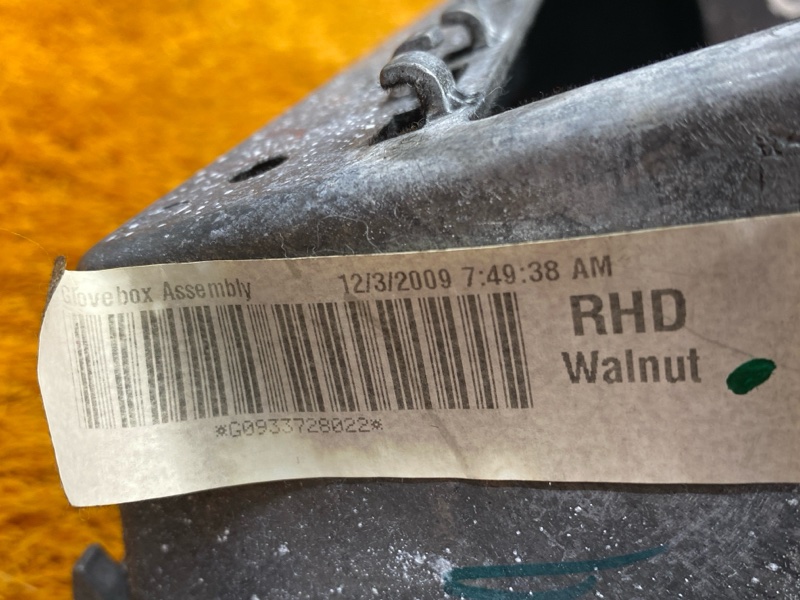 Glovebox Assembly 12/3/2009 7:49:38 AM
RHD
Walnut
*G0933728022*